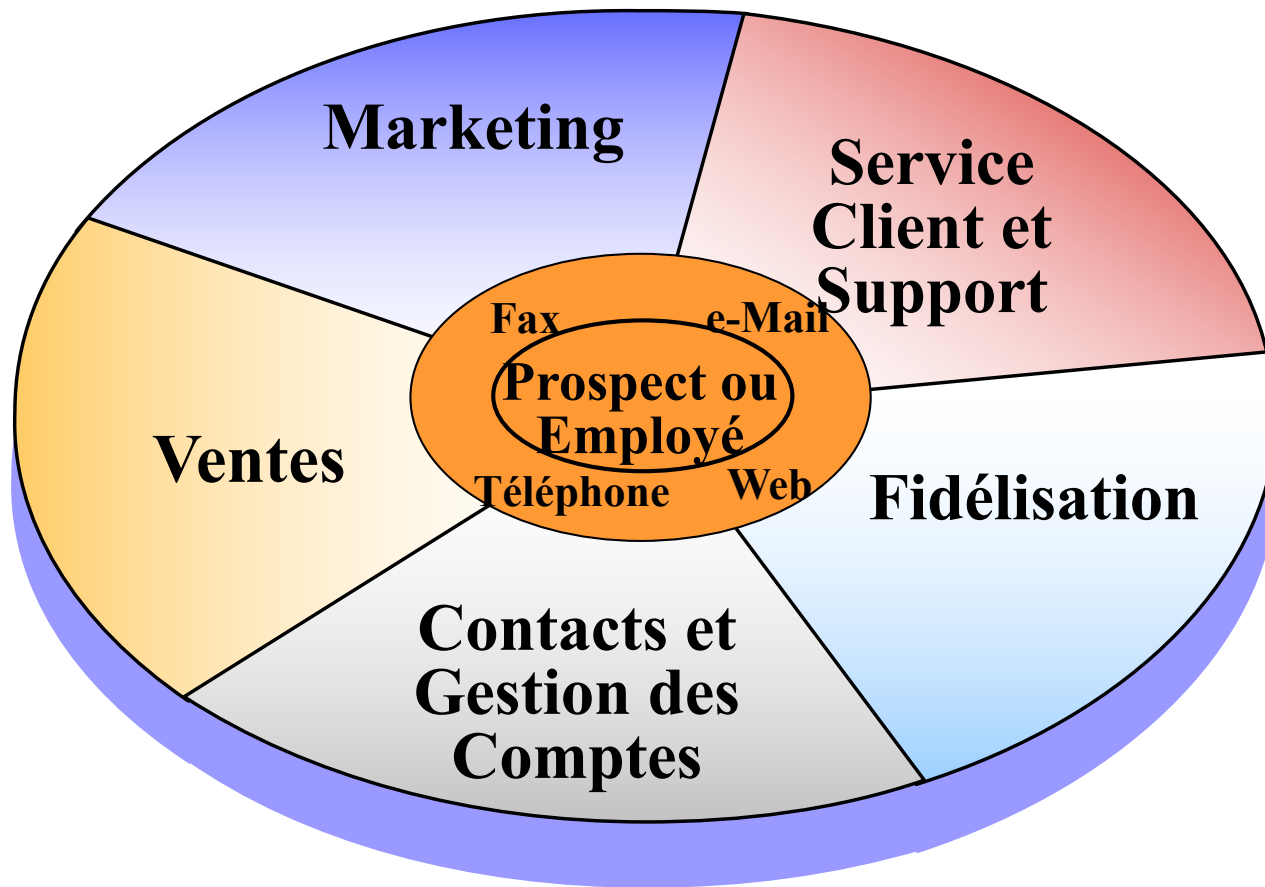 Marketing
Service
Client et
Support
Fax
e-Mail
Prospect ou
Employé
Téléphone
Web
Ventes
Fidélisation
Contacts et
Gestion des
Comptes